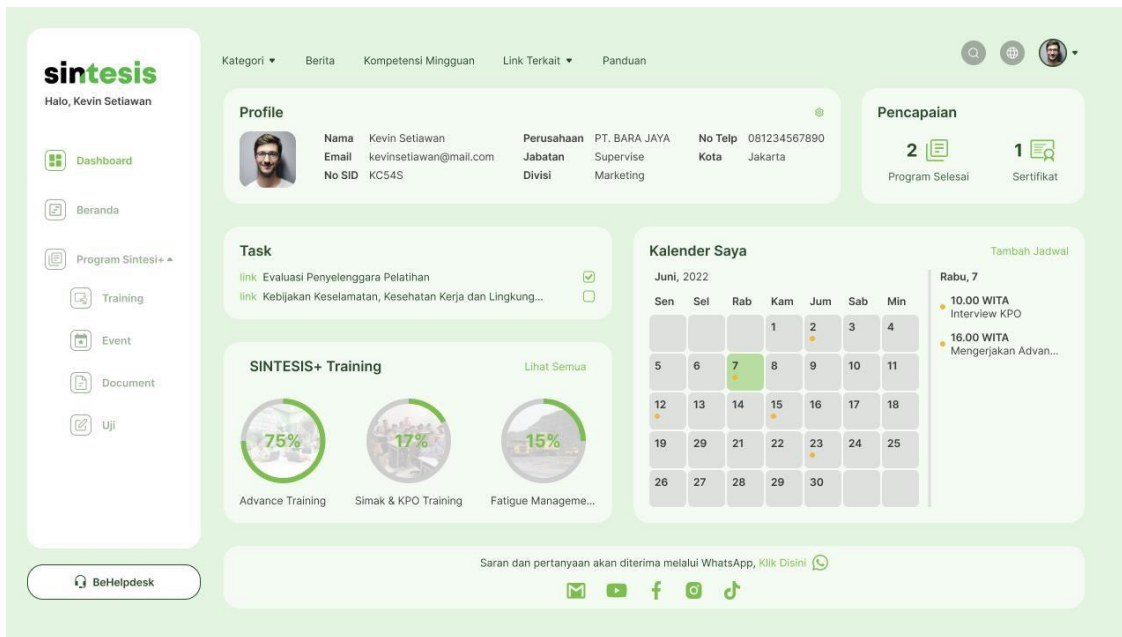 sintesis
Halo, Kevin Setiawan
Dashboard
Beranda
Program Sintesi+
Training
Event
Document
Uji
BeHelpdesk
Kategori Berita Kompetensi Mingguan Link Terkait Panduan
Profile
Nama Kevin Setiawan Perusahaan PT. BARA JAYA No Telp 081234567890
Email kevinsetiawan@mail.com Jabatan Supervise Kota Jakarta
No SID KC54S Divisi Marketing
Pencapaian
2 1
Program Selesai Sertifikat
Task
link Evaluasi Penyelenggara Pelatihan
link Kebijakan Keselamatan, Kesehatan Kerja dan Lingkung...
SINTESIS+ Training Lihat Semua
75% 17% 15%
Advance Training Simak & KPO Training Fatigue Manageme...
Kalender Saya Tambah Jadwal
Juni, 2022
Sen Sel Rab Kam Jum Sab Min
1 2 3 4
5 6 7 8 9 10 11
12 13 14 15 16 17 18
19 29 21 22 23 24 25
26 27 28 29 30
Rabu, 7
10.00 WITA
Interview KPO
16.00 WITA
Mengerjakan Advan...
Saran dan pertanyaan akan diterima melalui WhatsApp, Klik Disini